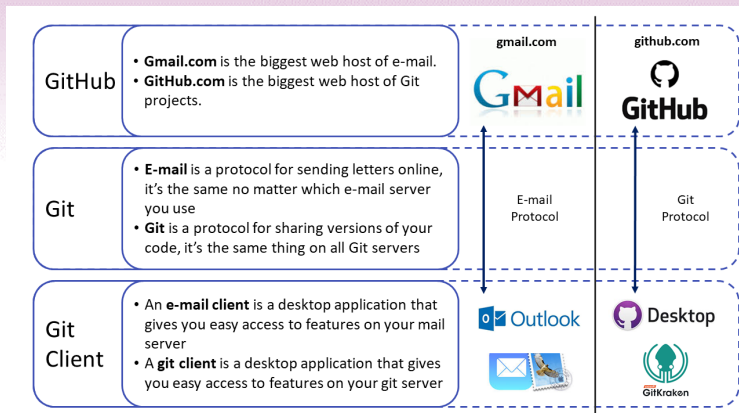 GitHub
• Gmail.com is the biggest web host of e-mail.
• GitHub.com is the biggest web host of Git
projects.
gmail.com
Gmail
github.com
GitHub
Git
• E-mail is a protocol for sending letters online,
it's the same no matter which e-mail server
you use
• Git is a protocol for sharing versions of your
code, it's the same thing on all Git servers
E-mail
Protocol
Git
Protocol
Git
Client
• An e-mail client is a desktop application that
gives you easy access to features on your mail
server
• A git client is a desktop application that gives
you easy access to features on your git server
Outlook
Desktop
GitKraken